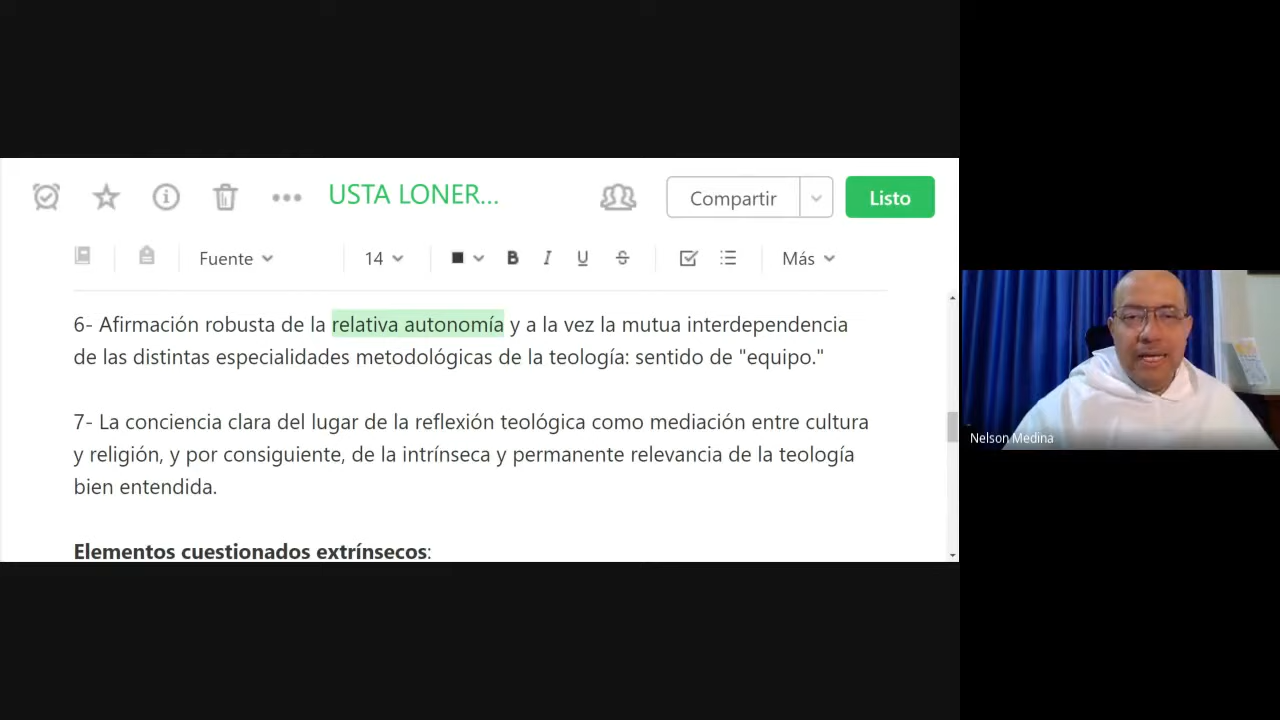 USTA LONER...
Compartir
Listo
Fuente
14
B I U S
Más
6- Afirmación robusta de la relativa autonomía y a la vez la mutua interdependencia
de las distintas especialidades metodológicas de la teología: sentido de "equipo."
7- La conciencia clara del lugar de la reflexión teológica como mediación entre cultura
y religión, y por consiguiente, de la intrínseca y permanente relevancia de la teología
bien entendida.
Elementos cuestionados extrínsecos:
Nelson Medina